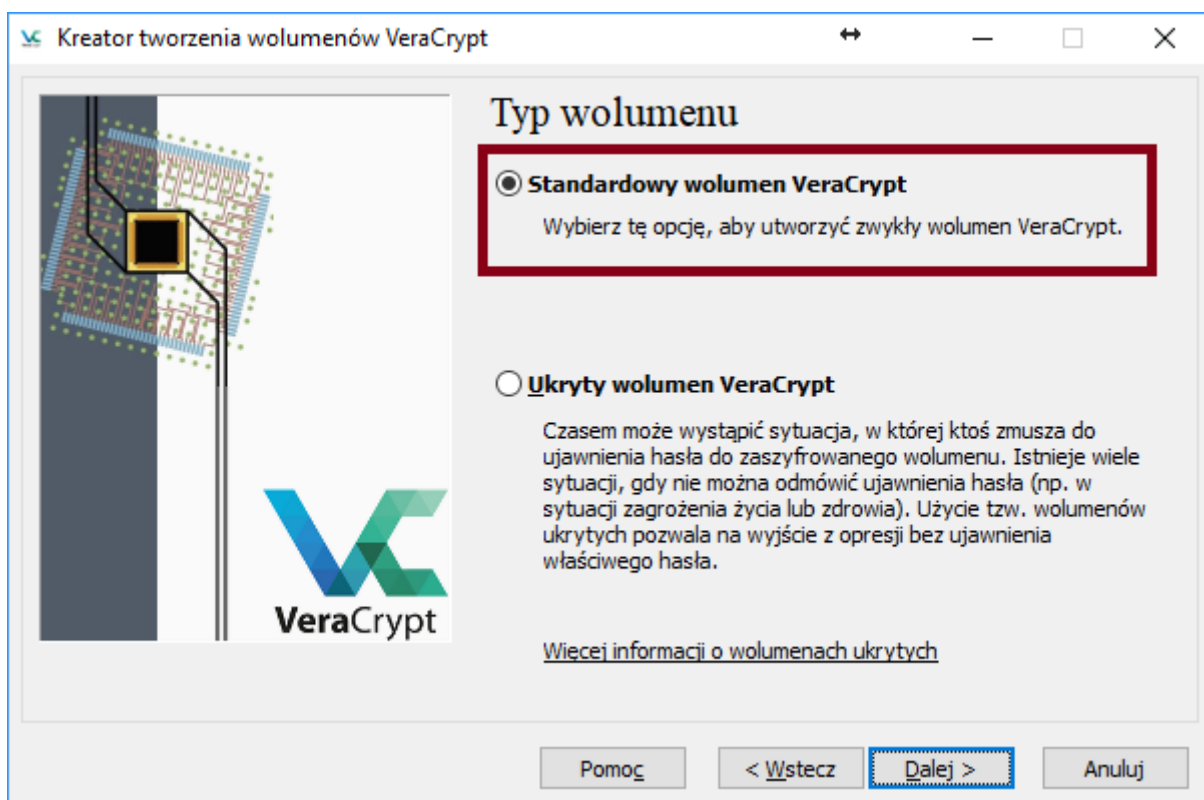 Kreator tworzenia wolumenów VeraCrypt
Typ wolumenu
Standardowy wolumen VeraCrypt
Wybierz tę opcję, aby utworzyć zwykły wolumen VeraCrypt.
Ukryty wolumen VeraCrypt
Czasem może wystąpić sytuacja, w której ktoś zmusza do
ujawnienia hasła do zaszyfrowanego wolumenu. Istnieje wiele
sytuacji, gdy nie można odmówić ujawnienia hasła (np. w
sytuacji zagrożenia życia lub zdrowia). Użycie tzw. wolumenów
ukrytych pozwala na wyjście z opresji bez ujawnienia
właściwego hasła.
VeraCrypt
Więcej informacji o wolumenach ukrytych
Pomoc
< Wstecz
Dalej >
Anuluj